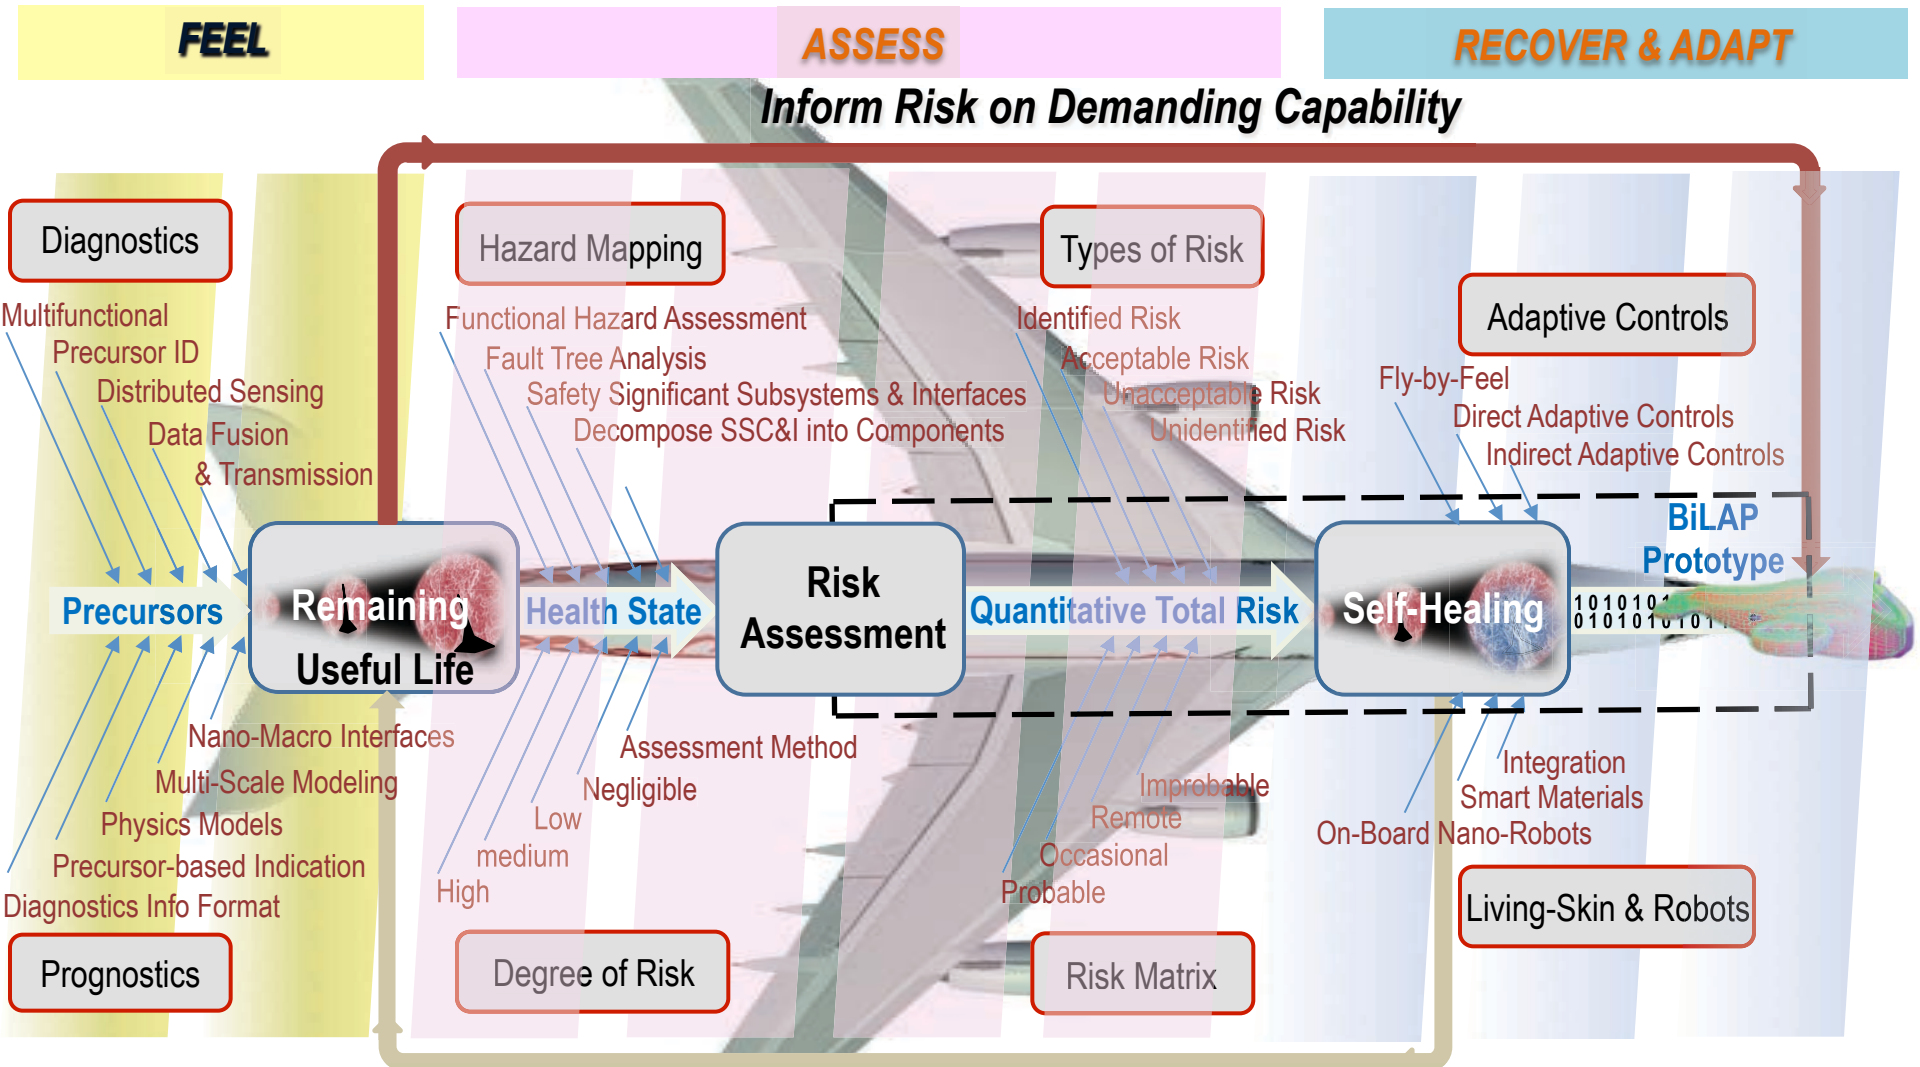 FEEL
ASSESS
RECOVER & ADAPT
Inform Risk on Demanding Capability
Diagnostics
Multifunctional
Precursor ID
Distributed Sensing
Data Fusion
& Transmission
Hazard Mapping
Functional Hazard Assessment
Fault Tree Analysis
Safety Significant Subsystems & Interfaces
Decompose SSC&I into Components
Types of Risk
Identified Risk
Acceptable Risk
Unacceptable Risk
Unidentified Risk
Adaptive Controls
Fly-by-Feel
Direct Adaptive Controls
Indirect Adaptive Controls
Precursors
Remaining
Useful Life
Health State
Risk
Assessment
Quantitative Total Risk
Self-Healing
BiLAP
Prototype
101010
01010101011
Nano-Macro Interfaces
Multi-Scale Modeling
Physics Models
Precursor-based Indication
Diagnostics Info Format
Prognostics
Assessment Method
Negligible
Low
medium
High
Degree of Risk
Improbable
Remote
Occasional
Probable
Risk Matrix
Integration
Smart Materials
On-Board Nano-Robots
Living-Skin & Robots